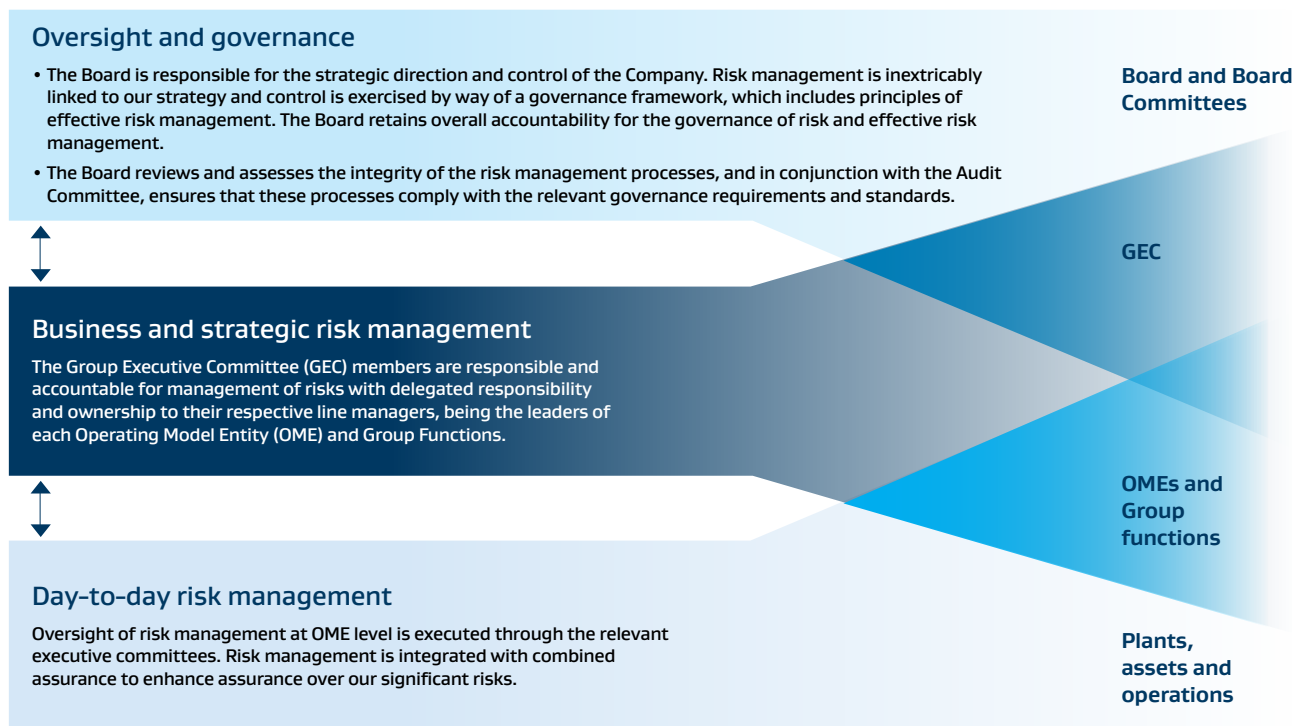 Oversight and governance
• The Board is responsible for the strategic direction and control of the Company. Risk management is inextricably
linked to our strategy and control is exercised by way of a governance framework, which includes principles of
effective risk management. The Board retains overall accountability for the governance of risk and effective risk
management.
• The Board reviews and assesses the integrity of the risk management processes, and in conjunction with the Audit
Committee, ensures that these processes comply with the relevant governance requirements and standards.
Board and Board
Committees
GEC
Business and strategic risk management
The Group Executive Committee (GEC) members are responsible and
accountable for management of risks with delegated responsibility
and ownership to their respective line managers, being the leaders of
each Operating Model Entity (OME) and Group Functions.
OMEs and
Group
functions
Day-to-day risk management
Oversight of risk management at OME level is executed through the relevant
executive committees. Risk management is integrated with combined
assurance to enhance assurance over our significant risks.
Plants,
assets and
operations